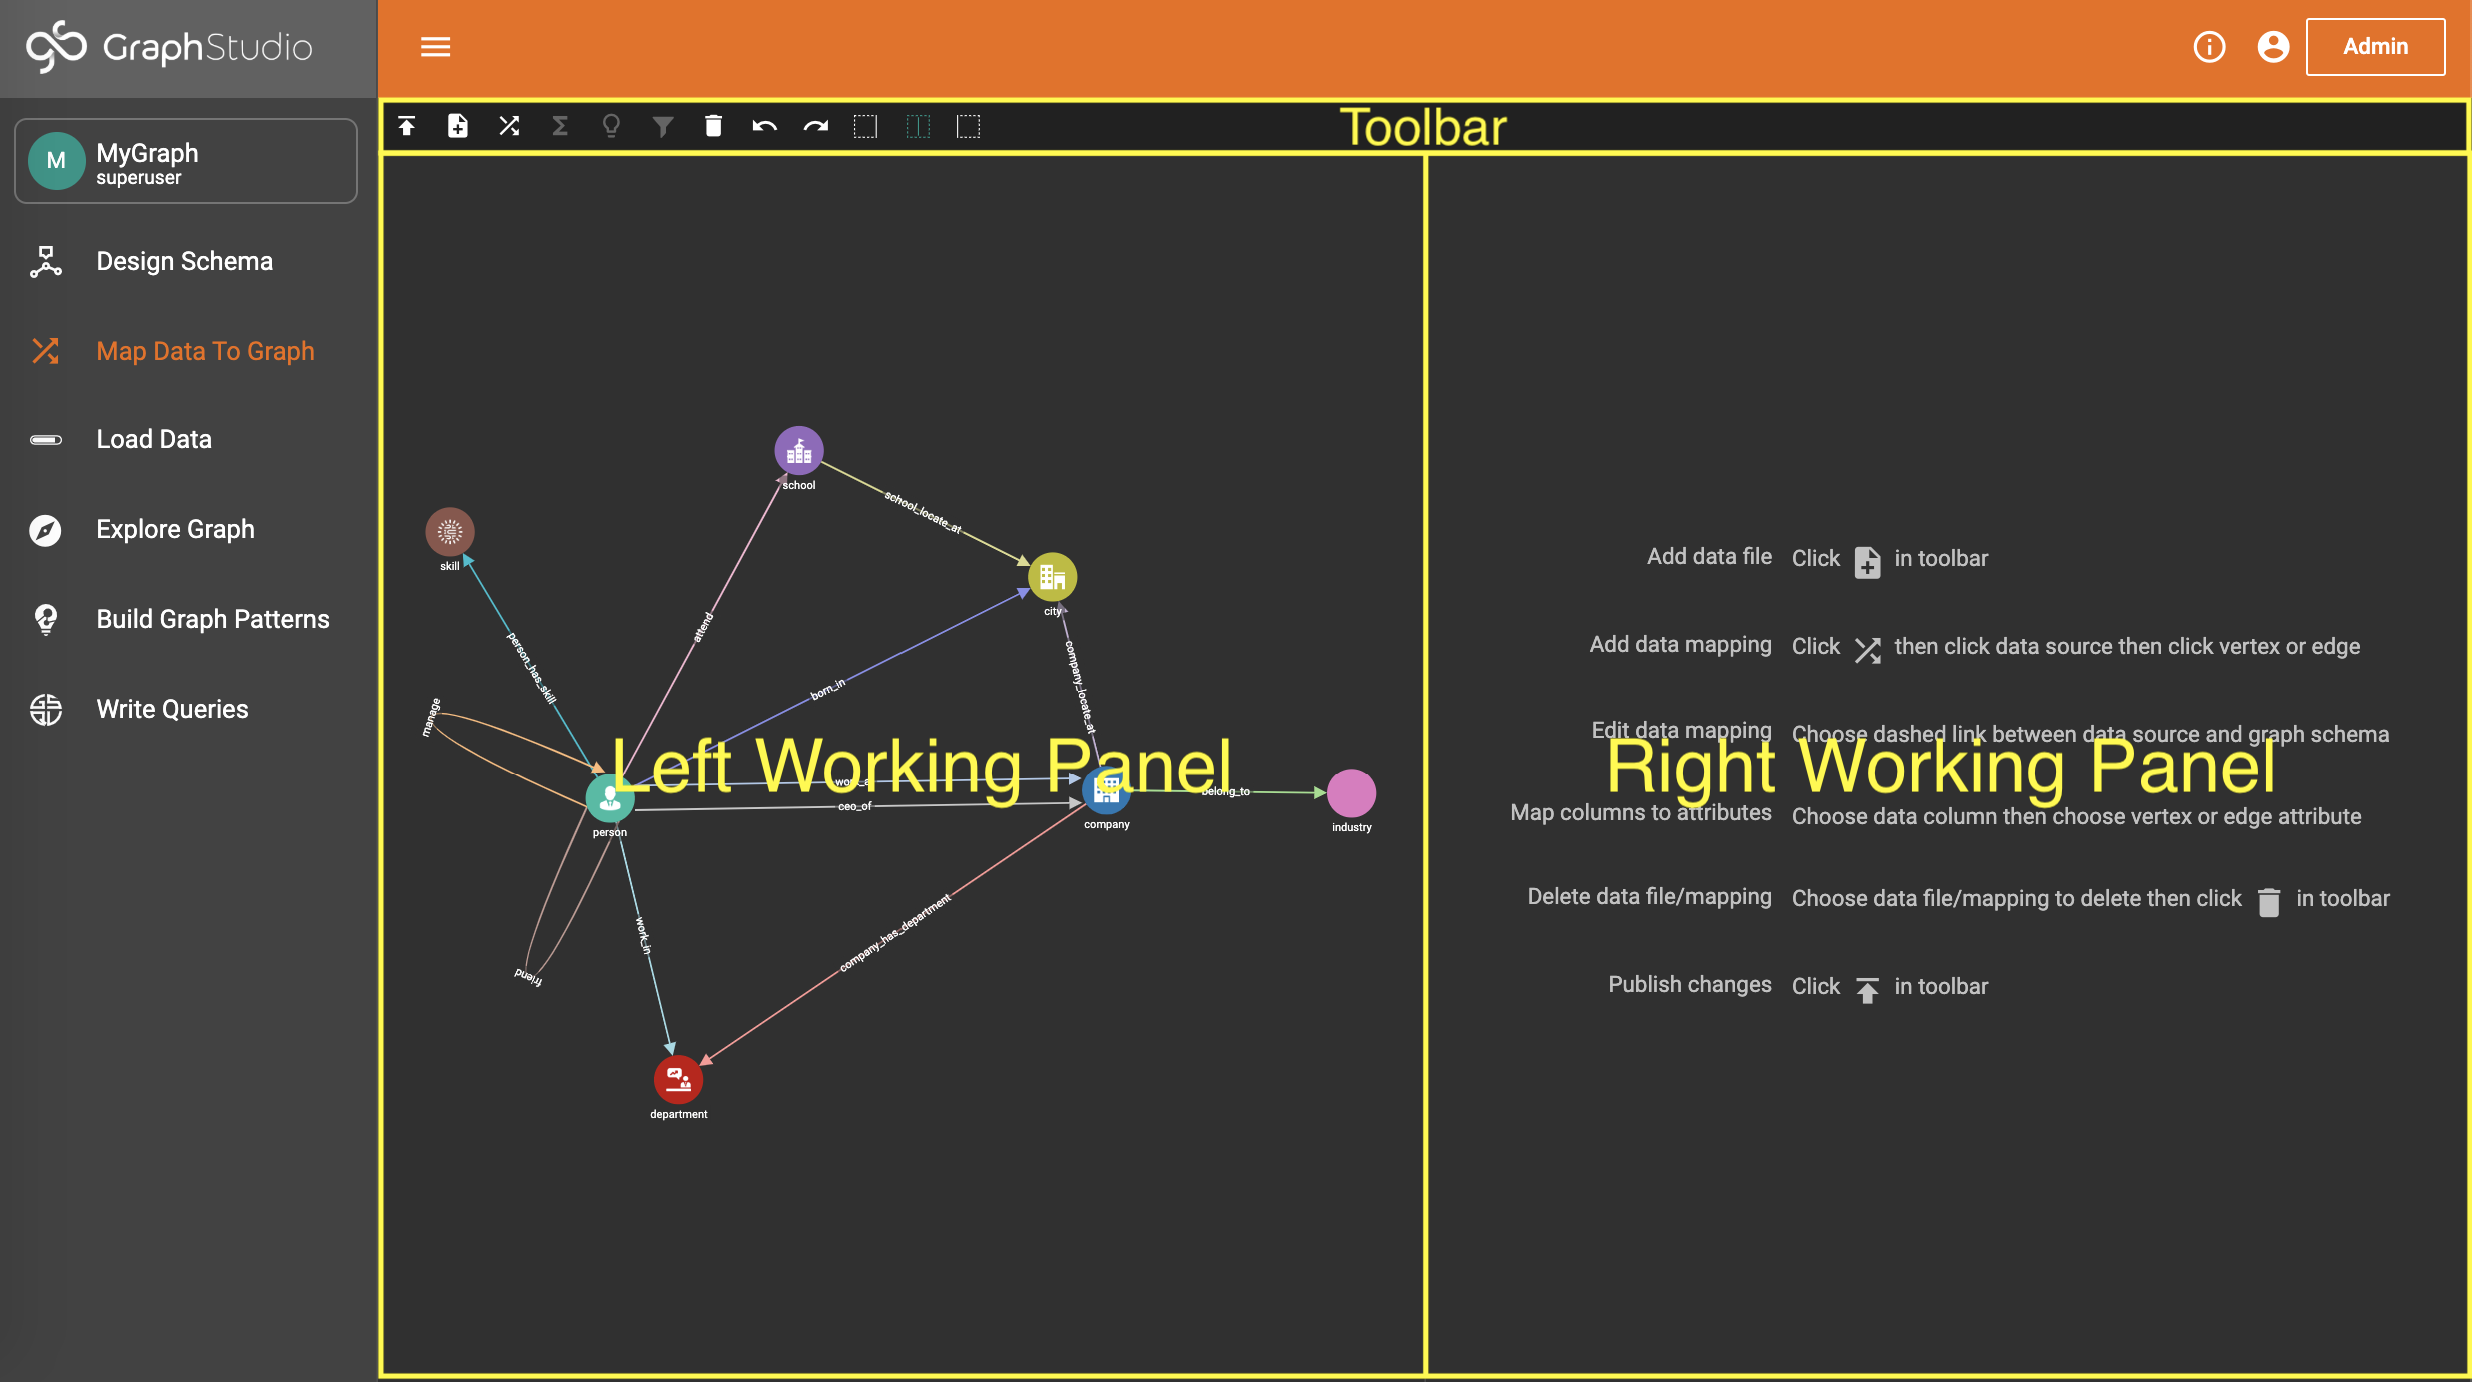 GraphStudio
Admin
Toolbar
M
MyGraph
superuser
Design Schema
Map Data To Graph
Load Data
Explore Graph
Build Graph Patterns
Write Queries
school
school_locate_at
skill
city
attend
person_has_skill
born_in
company_locate_at
manage
Left Working Panel
ceo_of
belong_to
person
company
industry
work_in
company_has_department
friend
department
Add data file Click in toolbar
Add data mapping Click then click data source then click vertex or edge
Edit data mapping Choose dashed link between data source and graph schema
Right Working Panel
Map columns to attributes Choose data column then choose vertex or edge attribute
Delete data file/mapping Choose data file/mapping to delete then click in toolbar
Publish changes Click in toolbar